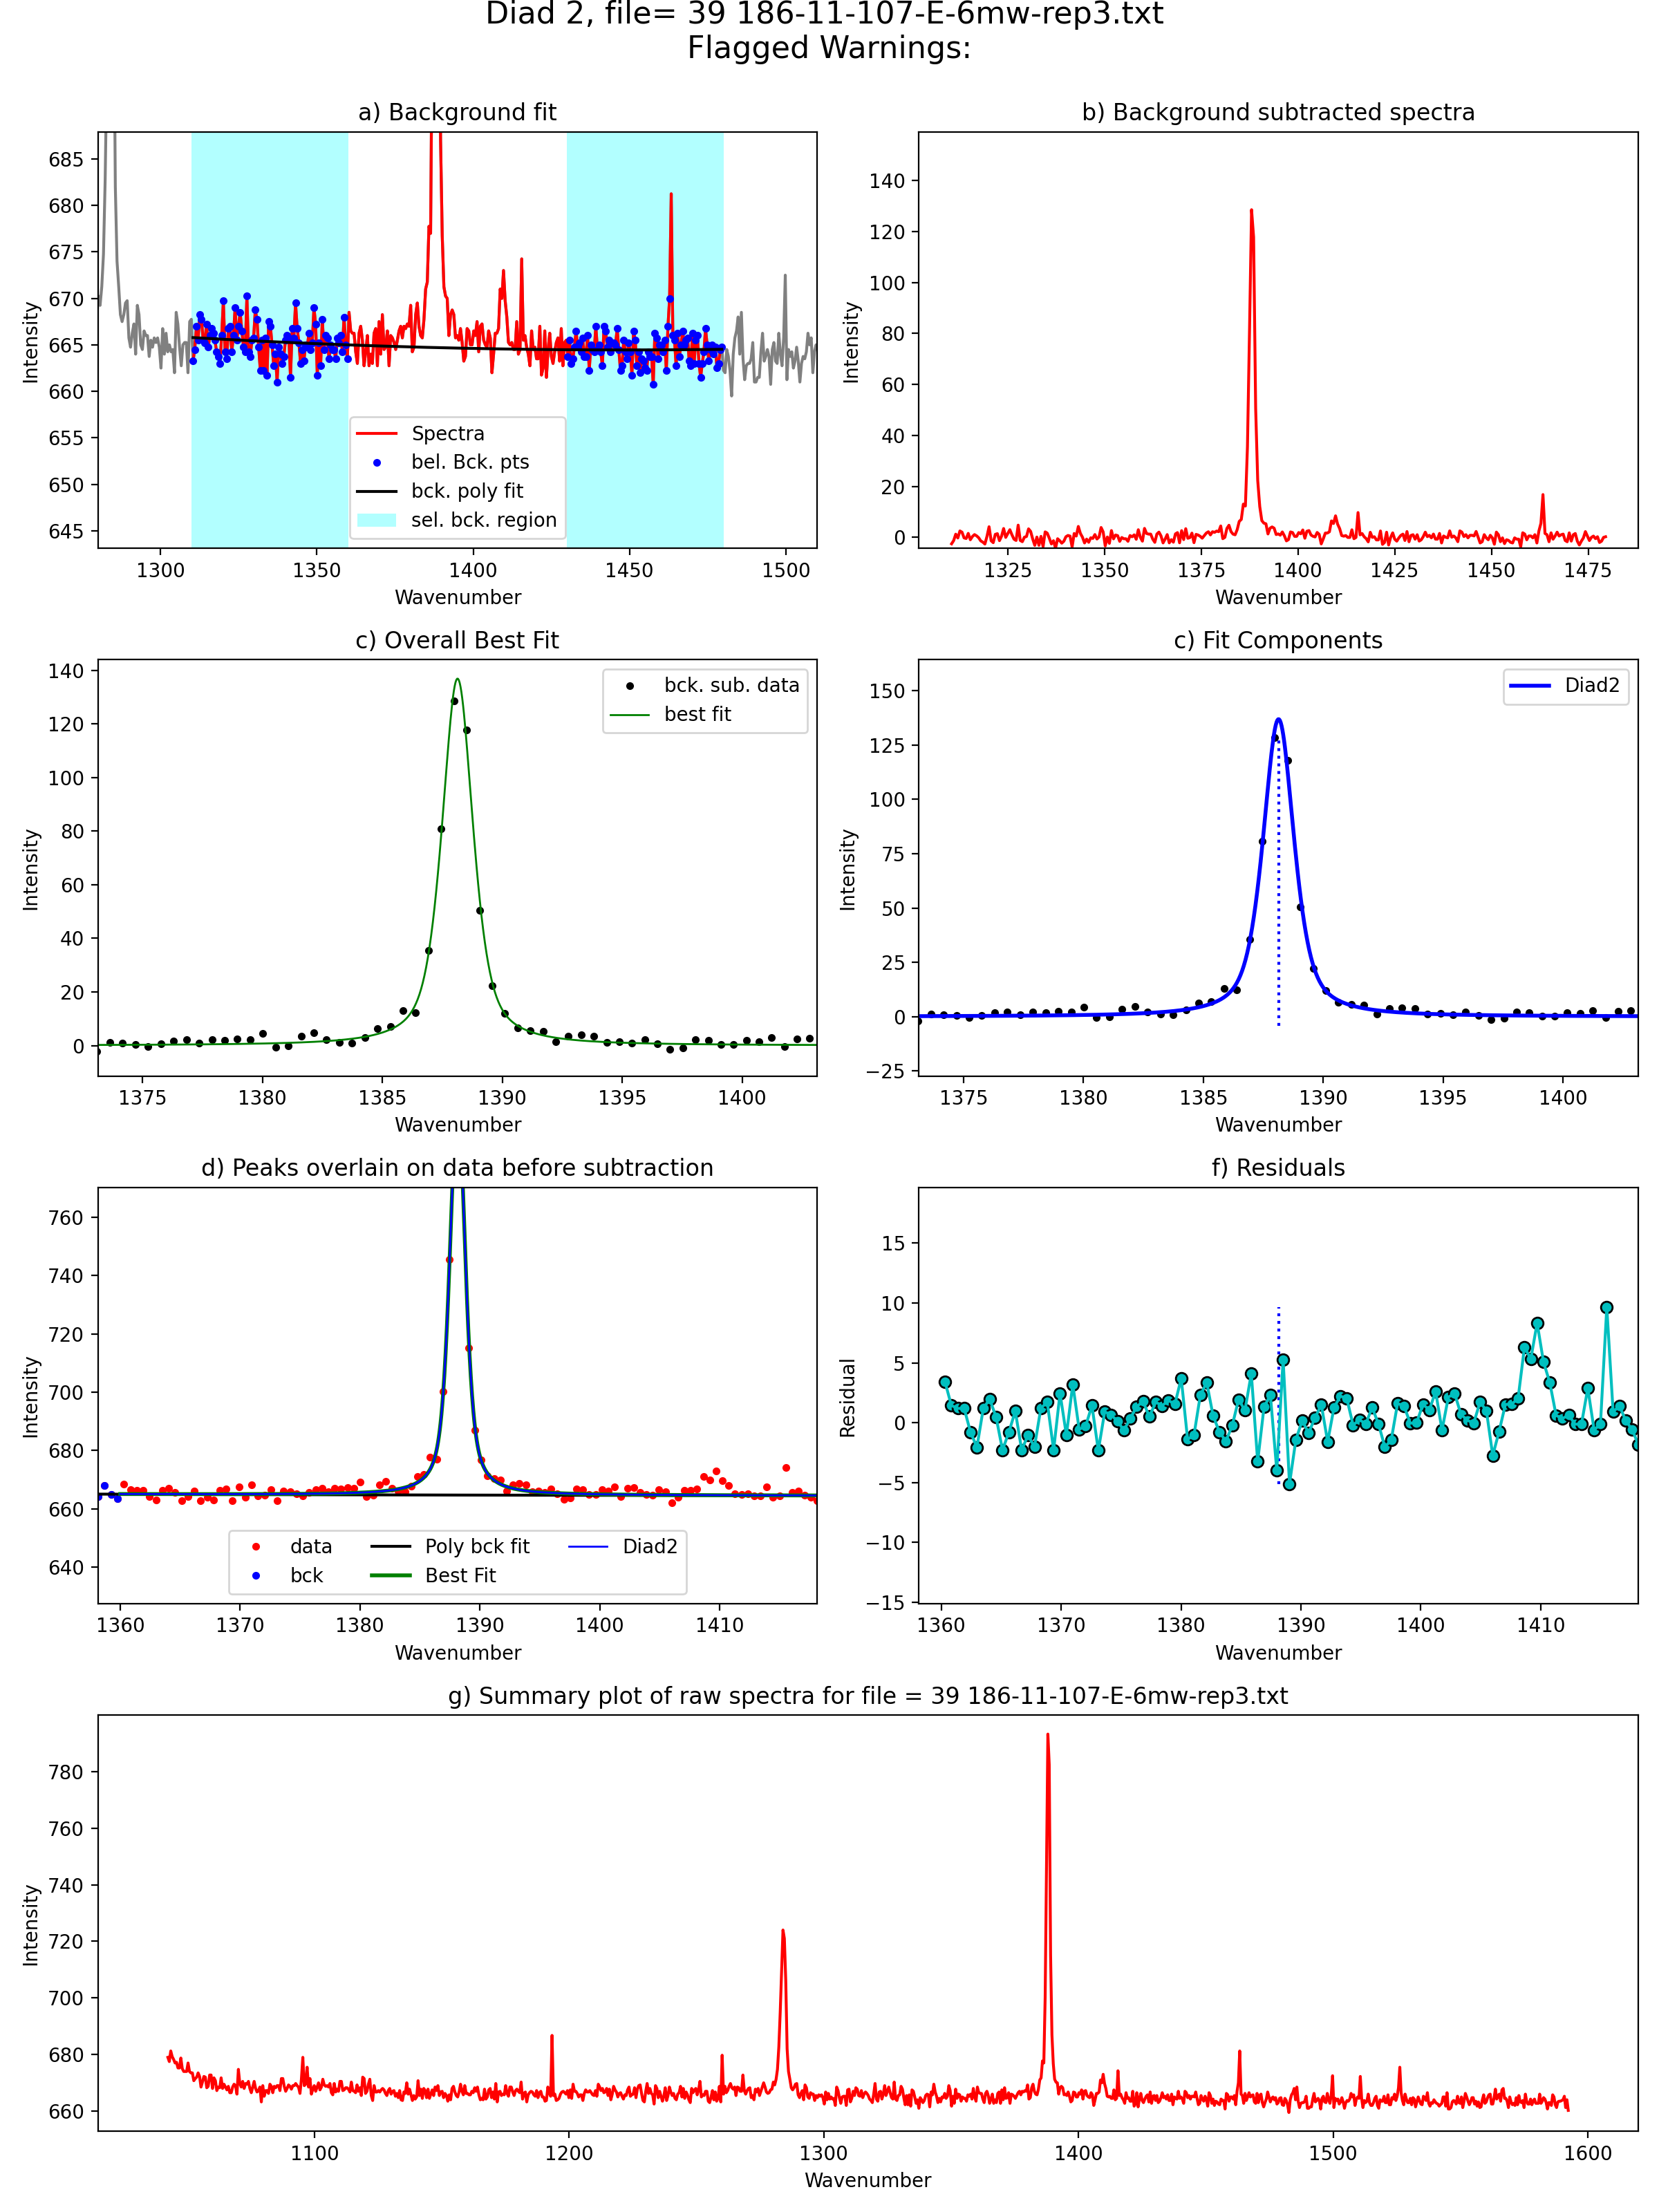 Diad 2, file= 39 186-11-107-E-6mw-rep3.txt
Flagged Warnings:
a) Background fit
685
680
675
670
665
660
655
650
645
Intensity
Spectra
bel. Bck. pts
bck. poly fit
sel. bck. region
1300 1350 1400 1450 1500
Wavenumber
b) Background subtracted spectra
140
120
100
80
60
40
20
0
Intensity
1325 1350 1375 1400 1425 1450 1475
Wavenumber
c) Overall Best Fit
140
120
100
80
60
40
20
0
Intensity
bck. sub. data
best fit
1375 1380 1385 1390 1395 1400
Wavenumber
c) Fit Components
150
125
100
75
50
25
0
−25
Intensity
Diad2
1375 1380 1385 1390 1395 1400
Wavenumber
d) Peaks overlain on data before subtraction
760
740
720
700
680
660
640
Intensity
data Poly bck fit Diad2
bck Best Fit
1360 1370 1380 1390 1400 1410
Wavenumber
f) Residuals
15
10
5
0
−5
−10
−15
Residual
1360 1370 1380 1390 1400 1410
Wavenumber
g) Summary plot of raw spectra for file = 39 186-11-107-E-6mw-rep3.txt
780
760
740
720
700
680
660
Intensity
1100 1200 1300 1400 1500 1600
Wavenumber